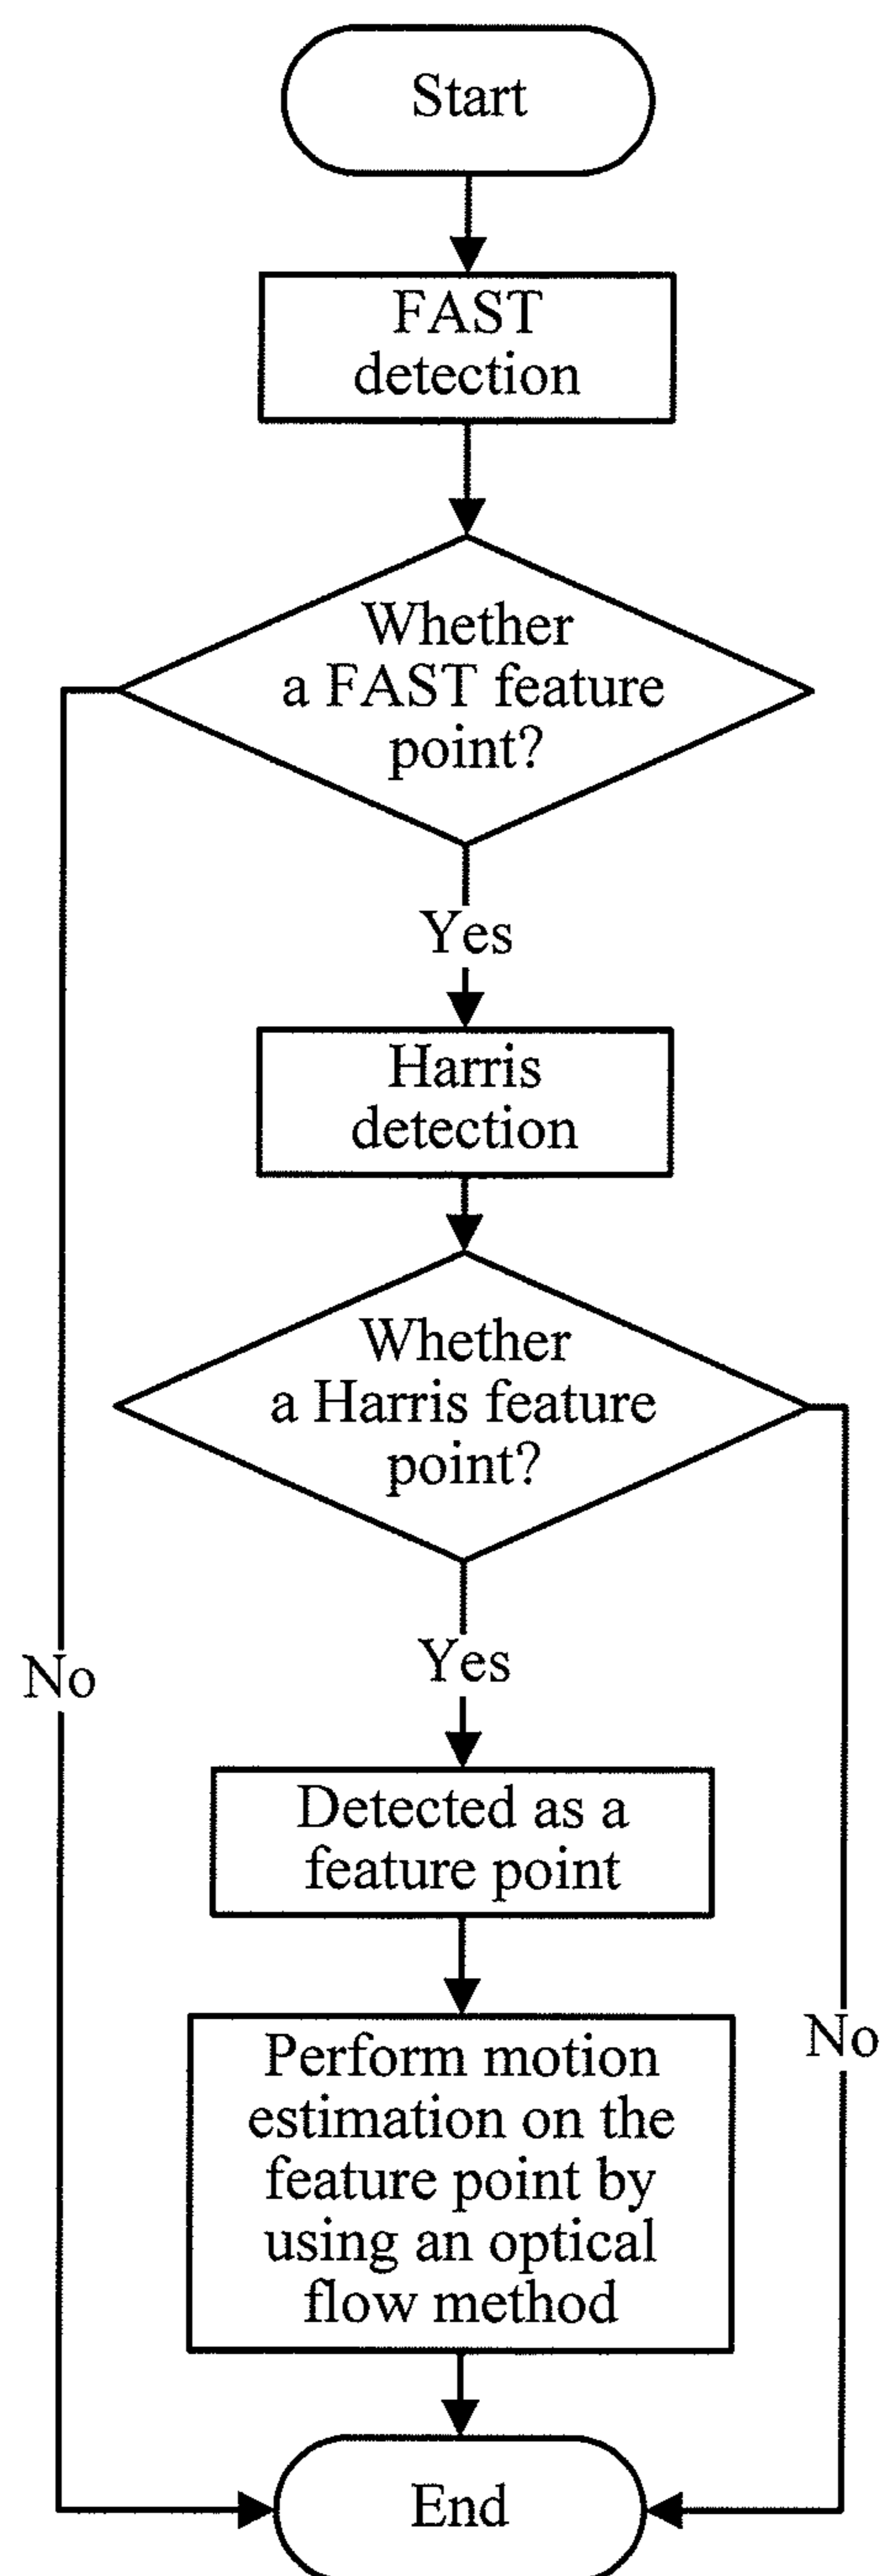 Start
FAST
detection
Whether
a FAST feature
point?
Yes
Harris
detection
Whether
a Harris feature
point?
Yes
No
Detected as a
feature point
No
Perform motion
estimation on the
feature point by
using an optical
flow method
End